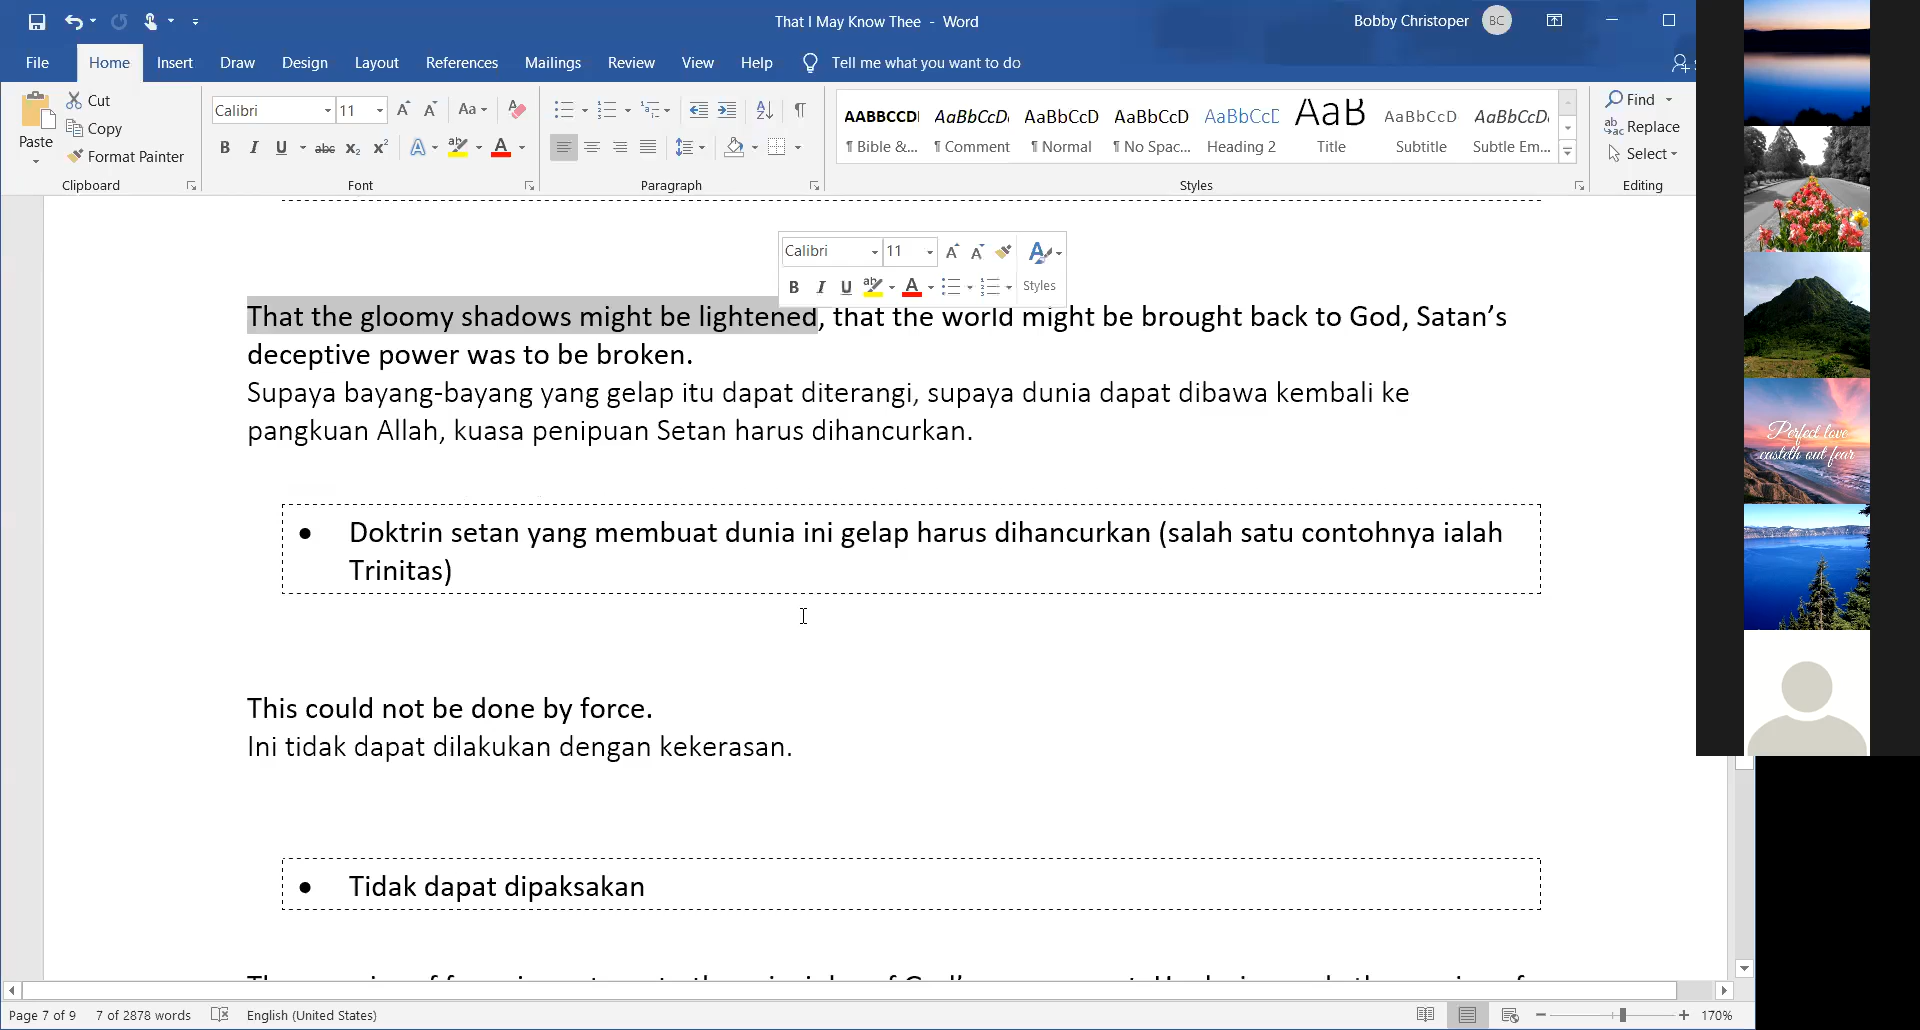 That I May Know Thee - Word
Bobby Christoper
BC
File Home Insert Draw Design Layout References Mailings Review View Help Tell me what you want to do
Paste
Cut
Copy
Format Painter
Clipboard
Calibri 11
Aa
B I U abc x₂ x² A ab A
Font
Paragraph
AABBCCDI AaBbCcDi AaBbCcD AaBbCcD AaBbCcD AaB AaBbCcD AaBbCcDi
¶ Bible &... ¶ Comment ¶ Normal ¶ No Spac... Heading 2 Title Subtitle Subtle Em...
Styles
Find
Replace
Select
Editing
Calibri 11
B I U ab A Styles
That the gloomy shadows might be lightened, that the world might be brought back to God, Satan’s
deceptive power was to be broken.
Supaya bayang-bayang yang gelap itu dapat diterangi, supaya dunia dapat dibawa kembali ke
pangkuan Allah, kuasa penipuan Setan harus dihancurkan.
• Doktrin setan yang membuat dunia ini gelap harus dihancurkan (salah satu contohnya ialah
Trinitas)
This could not be done by force.
Ini tidak dapat dilakukan dengan kekerasan.
• Tidak dapat dipaksakan
Perfect love
casteth out fear
Page 7 of 9 7 of 2878 words English (United States) 170%